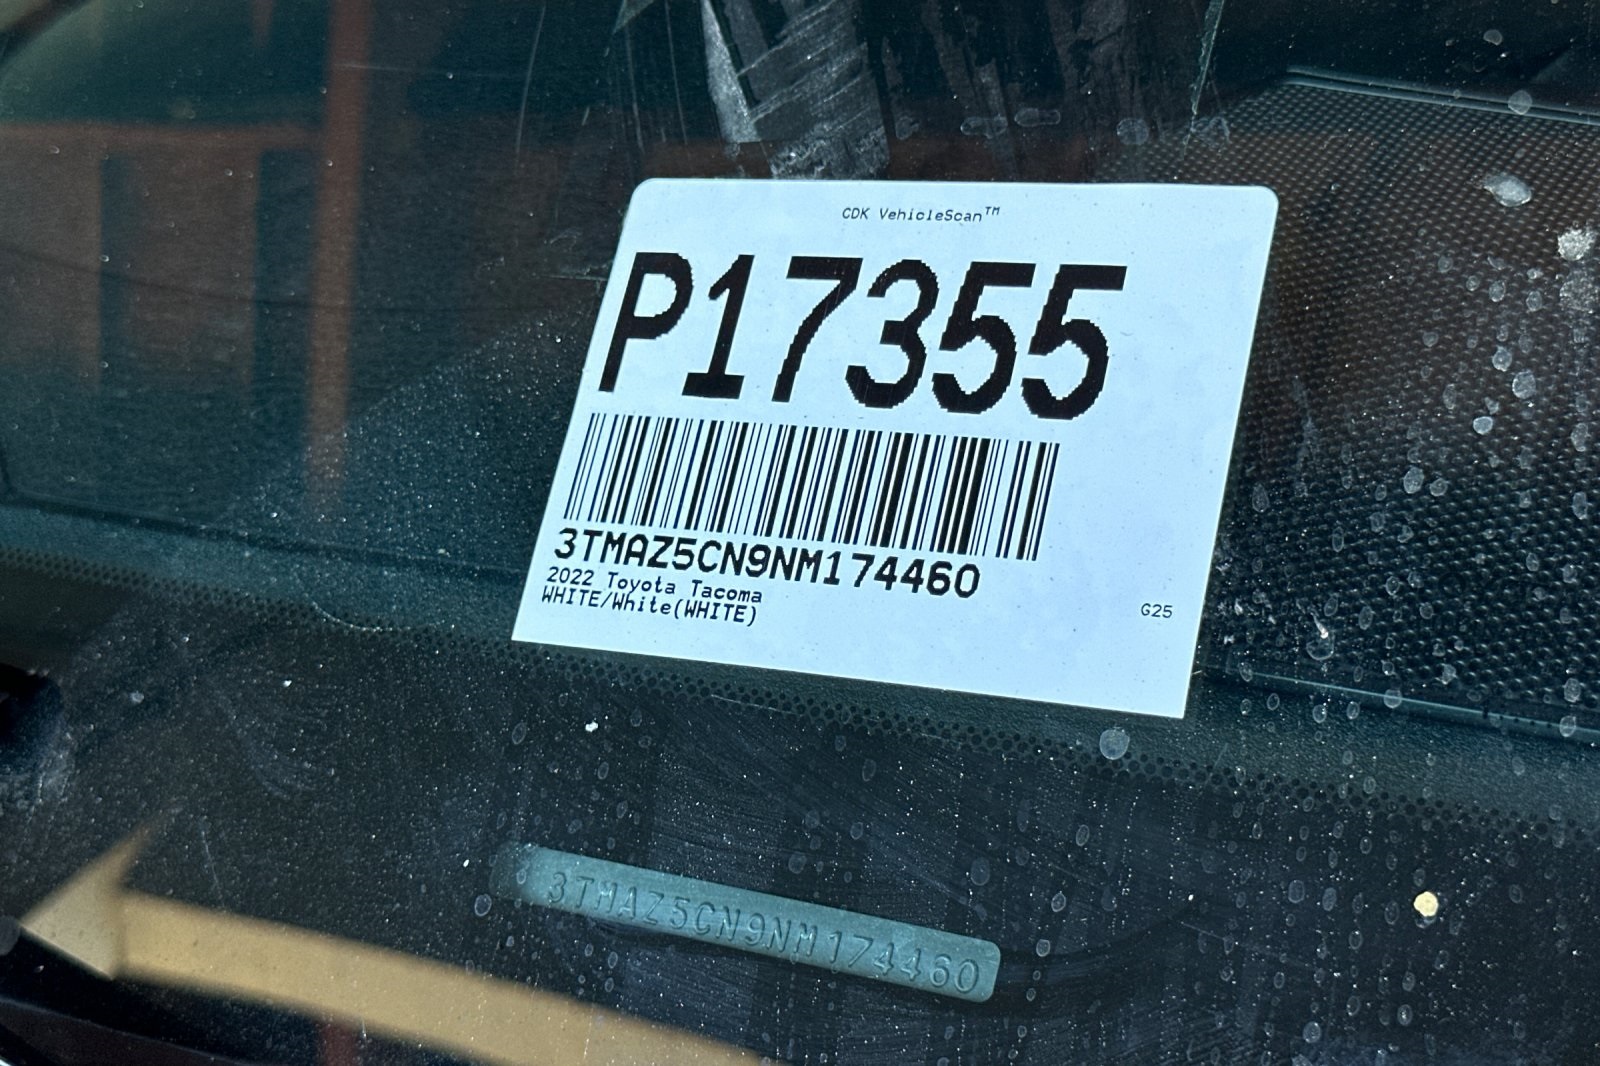 CDK VehicleScan™
P17355
3TMAZ5CN9NM174460
2022 Toyota Tacoma
WHITE/White(WHITE)
G25
3TMAZ5CN9NM174460